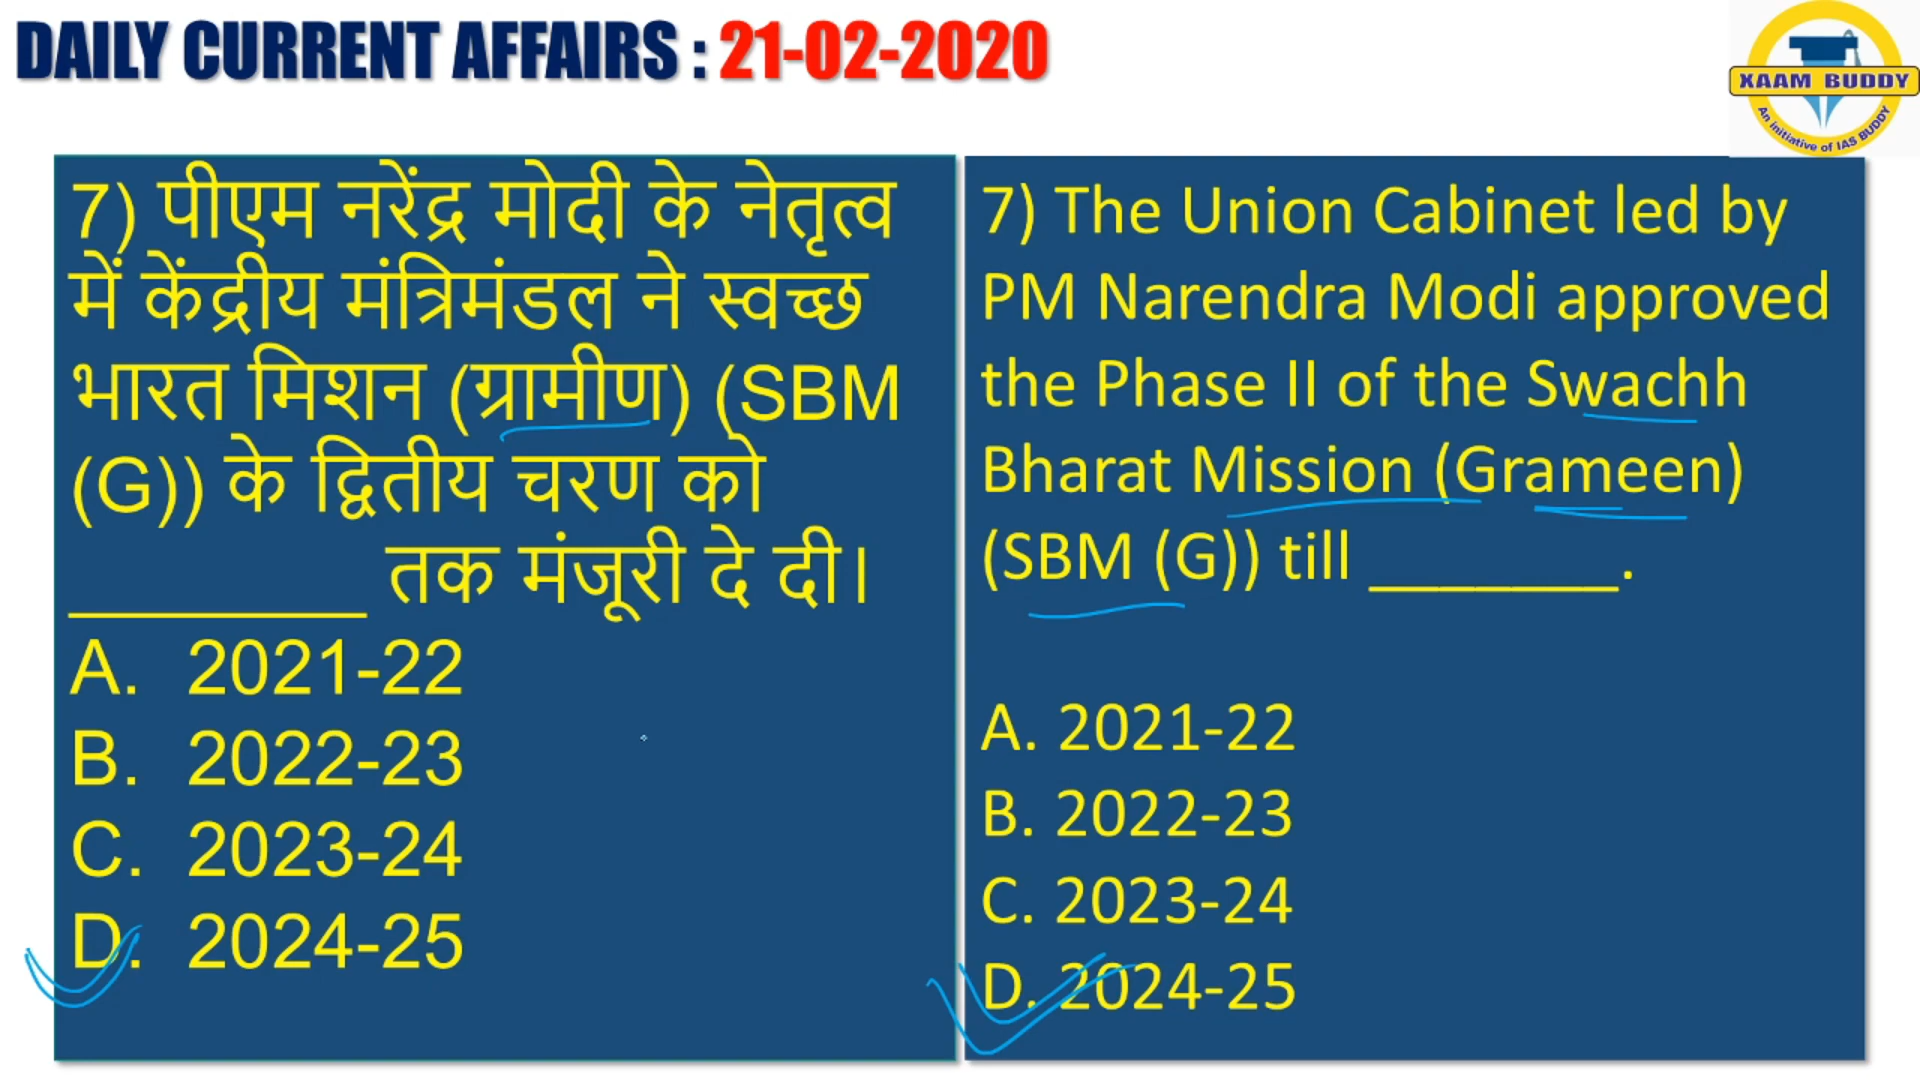 DAILY CURRENT AFFAIRS : 21-02-2020
XAAM BUDDY
An initiative of IAS BUDDY
7) पीएम नरेंद्र मोदी के नेतृत्व
में केंद्रीय मंत्रिमंडल ने स्वच्छ
भारत मिशन (ग्रामीण) (SBM
(G)) के द्वितीय चरण को
________ तक मंजूरी दे दी।
A. 2021-22
B. 2022-23
C. 2023-24
D. 2024-25
7) The Union Cabinet led by
PM Narendra Modi approved
the Phase II of the Swachh
Bharat Mission (Grameen)
(SBM (G)) till _______.
A. 2021-22
B. 2022-23
C. 2023-24
D. 2024-25